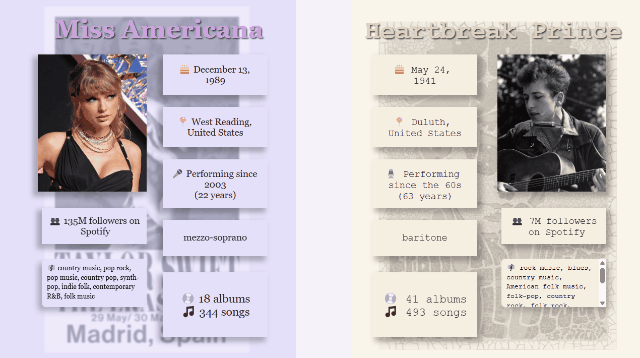 Miss Americana
December 13,
1989
West Reading,
United States
Performing since
2003
(22 years)
135M followers on
Spotify
mezzo-soprano
country music, pop rock,
pop music, country pop, synth-
pop, indie folk, contemporary
R&B, folk music
18 albums
344 songs
TAYLOR SWIFT
29 May/ 30 Ma
Madrid, Spain
Heartbreak Prince
May 24,
1941
Duluth,
United States
Performing
since the 60s
(63 years)
7M followers
on Spotify
baritone
rock music, blues,
country music,
American folk music,
folk-pop, country
rock, folk rock,
41 albums
493 songs